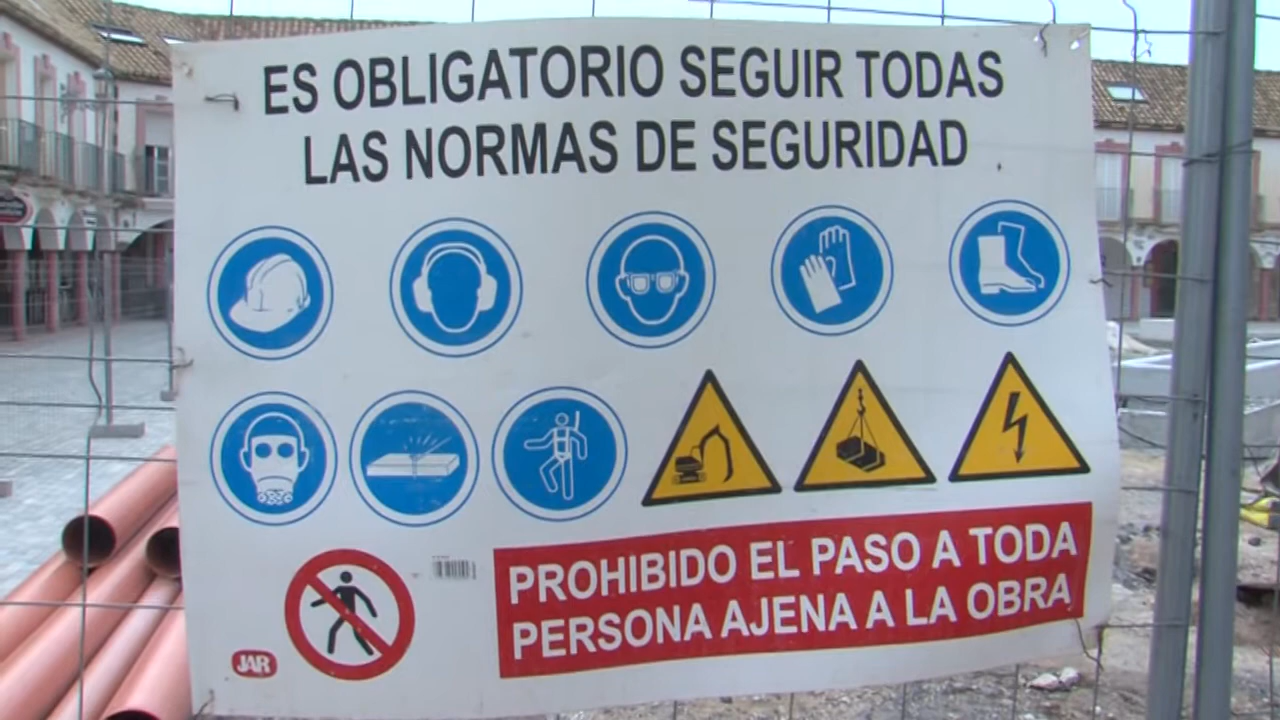 ES OBLIGATORIO SEGUIR TODAS
LAS NORMAS DE SEGURIDAD
PROHIBIDO EL PASO A TODA
PERSONA AJENA A LA OBRA
JAR